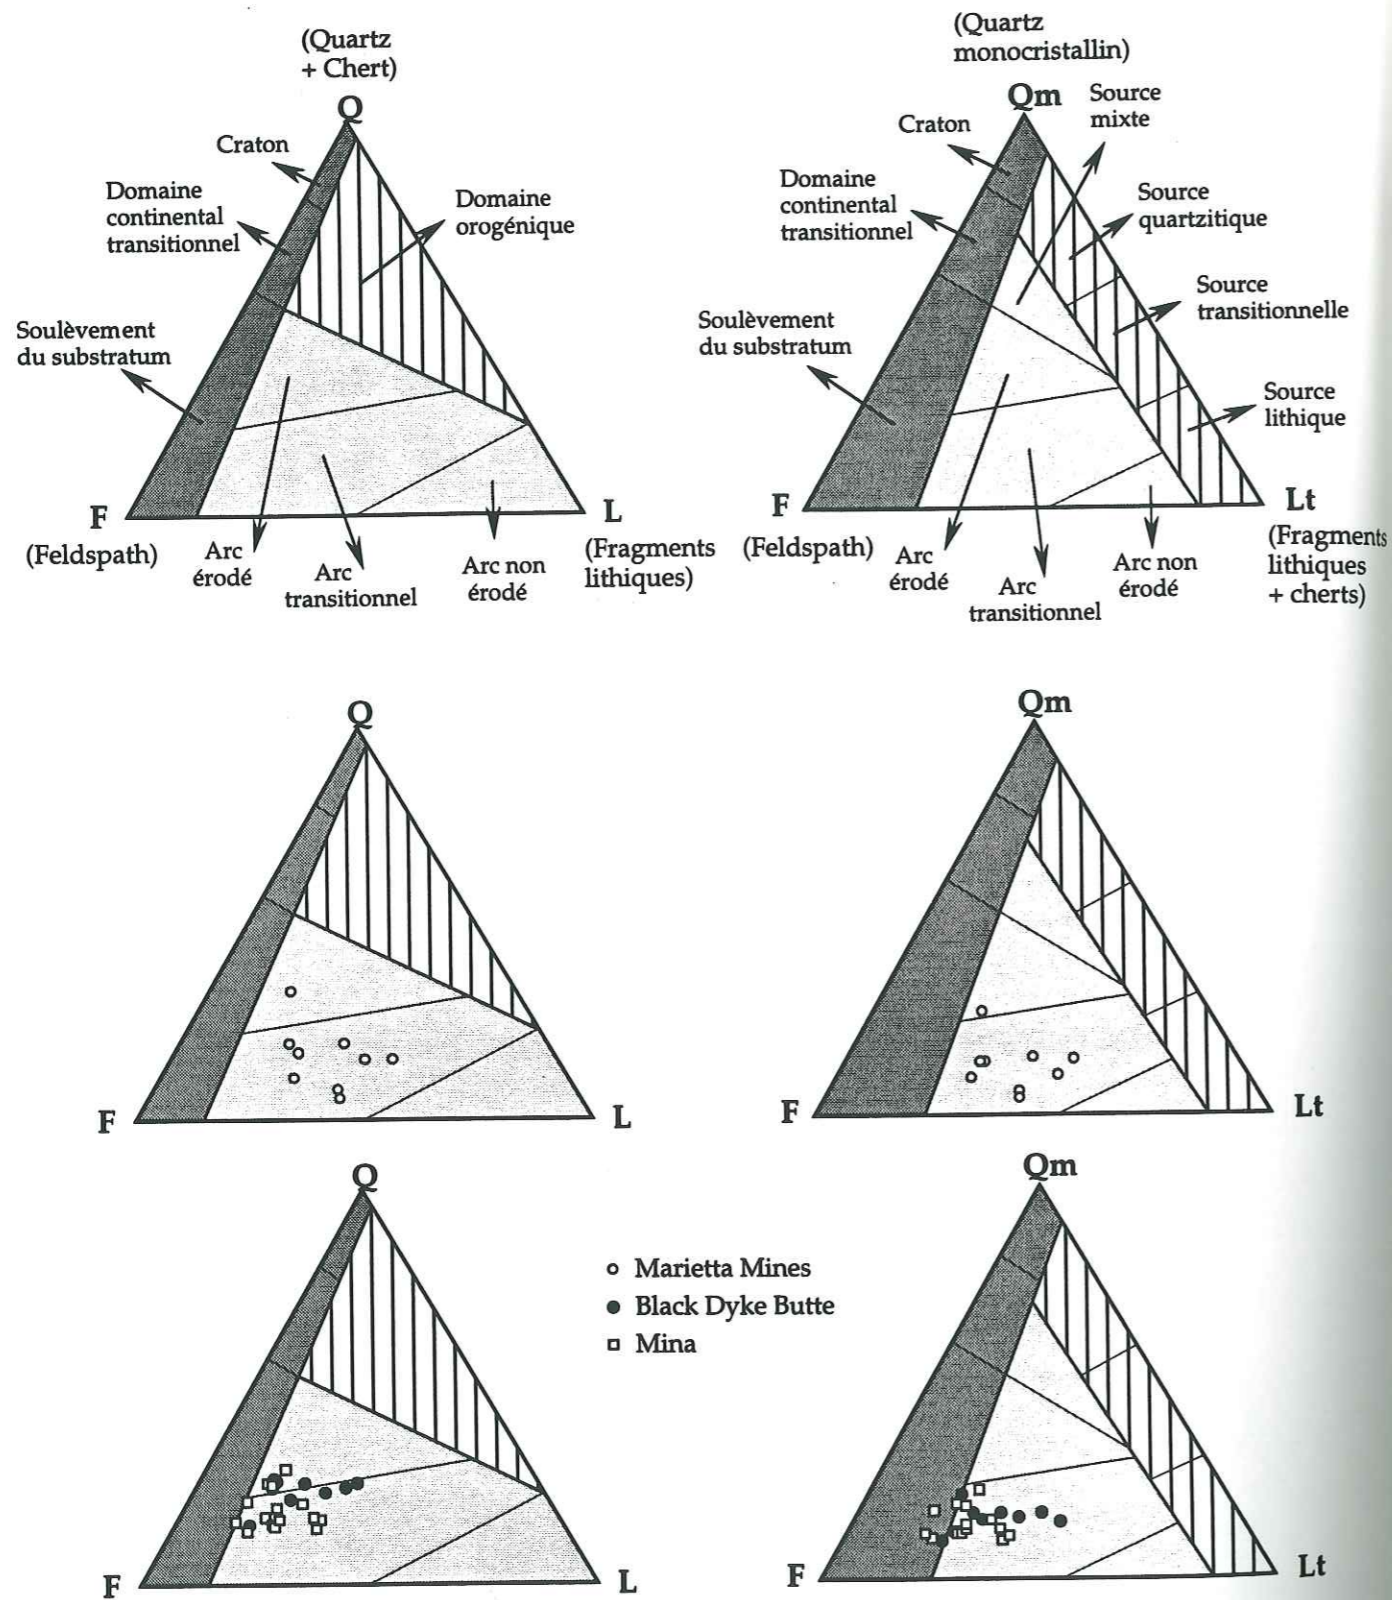 (Quartz
+ Chert)
Q
Craton
Domaine
continental
transitionnel
Domaine
orogénique
Soulèvement
du substratum
F
(Feldspath)
L
(Fragments
lithiques)
Arc
érodé
Arc
transitionnel
Arc non
érodé
(Quartz
monocristallin)
Qm
Source
mixte
Craton
Domaine
continental
transitionnel
Source
quartzitique
Source
transitionnelle
Soulèvement
du substratum
Source
lithique
F
(Feldspath)
Lt
(Fragments
lithiques
+ cherts)
Arc
érodé
Arc
transitionnel
Arc non
érodé
Q
F
L
Qm
F
Lt
Q
F
L
Marietta Mines
Black Dyke Butte
Mina
Qm
F
Lt